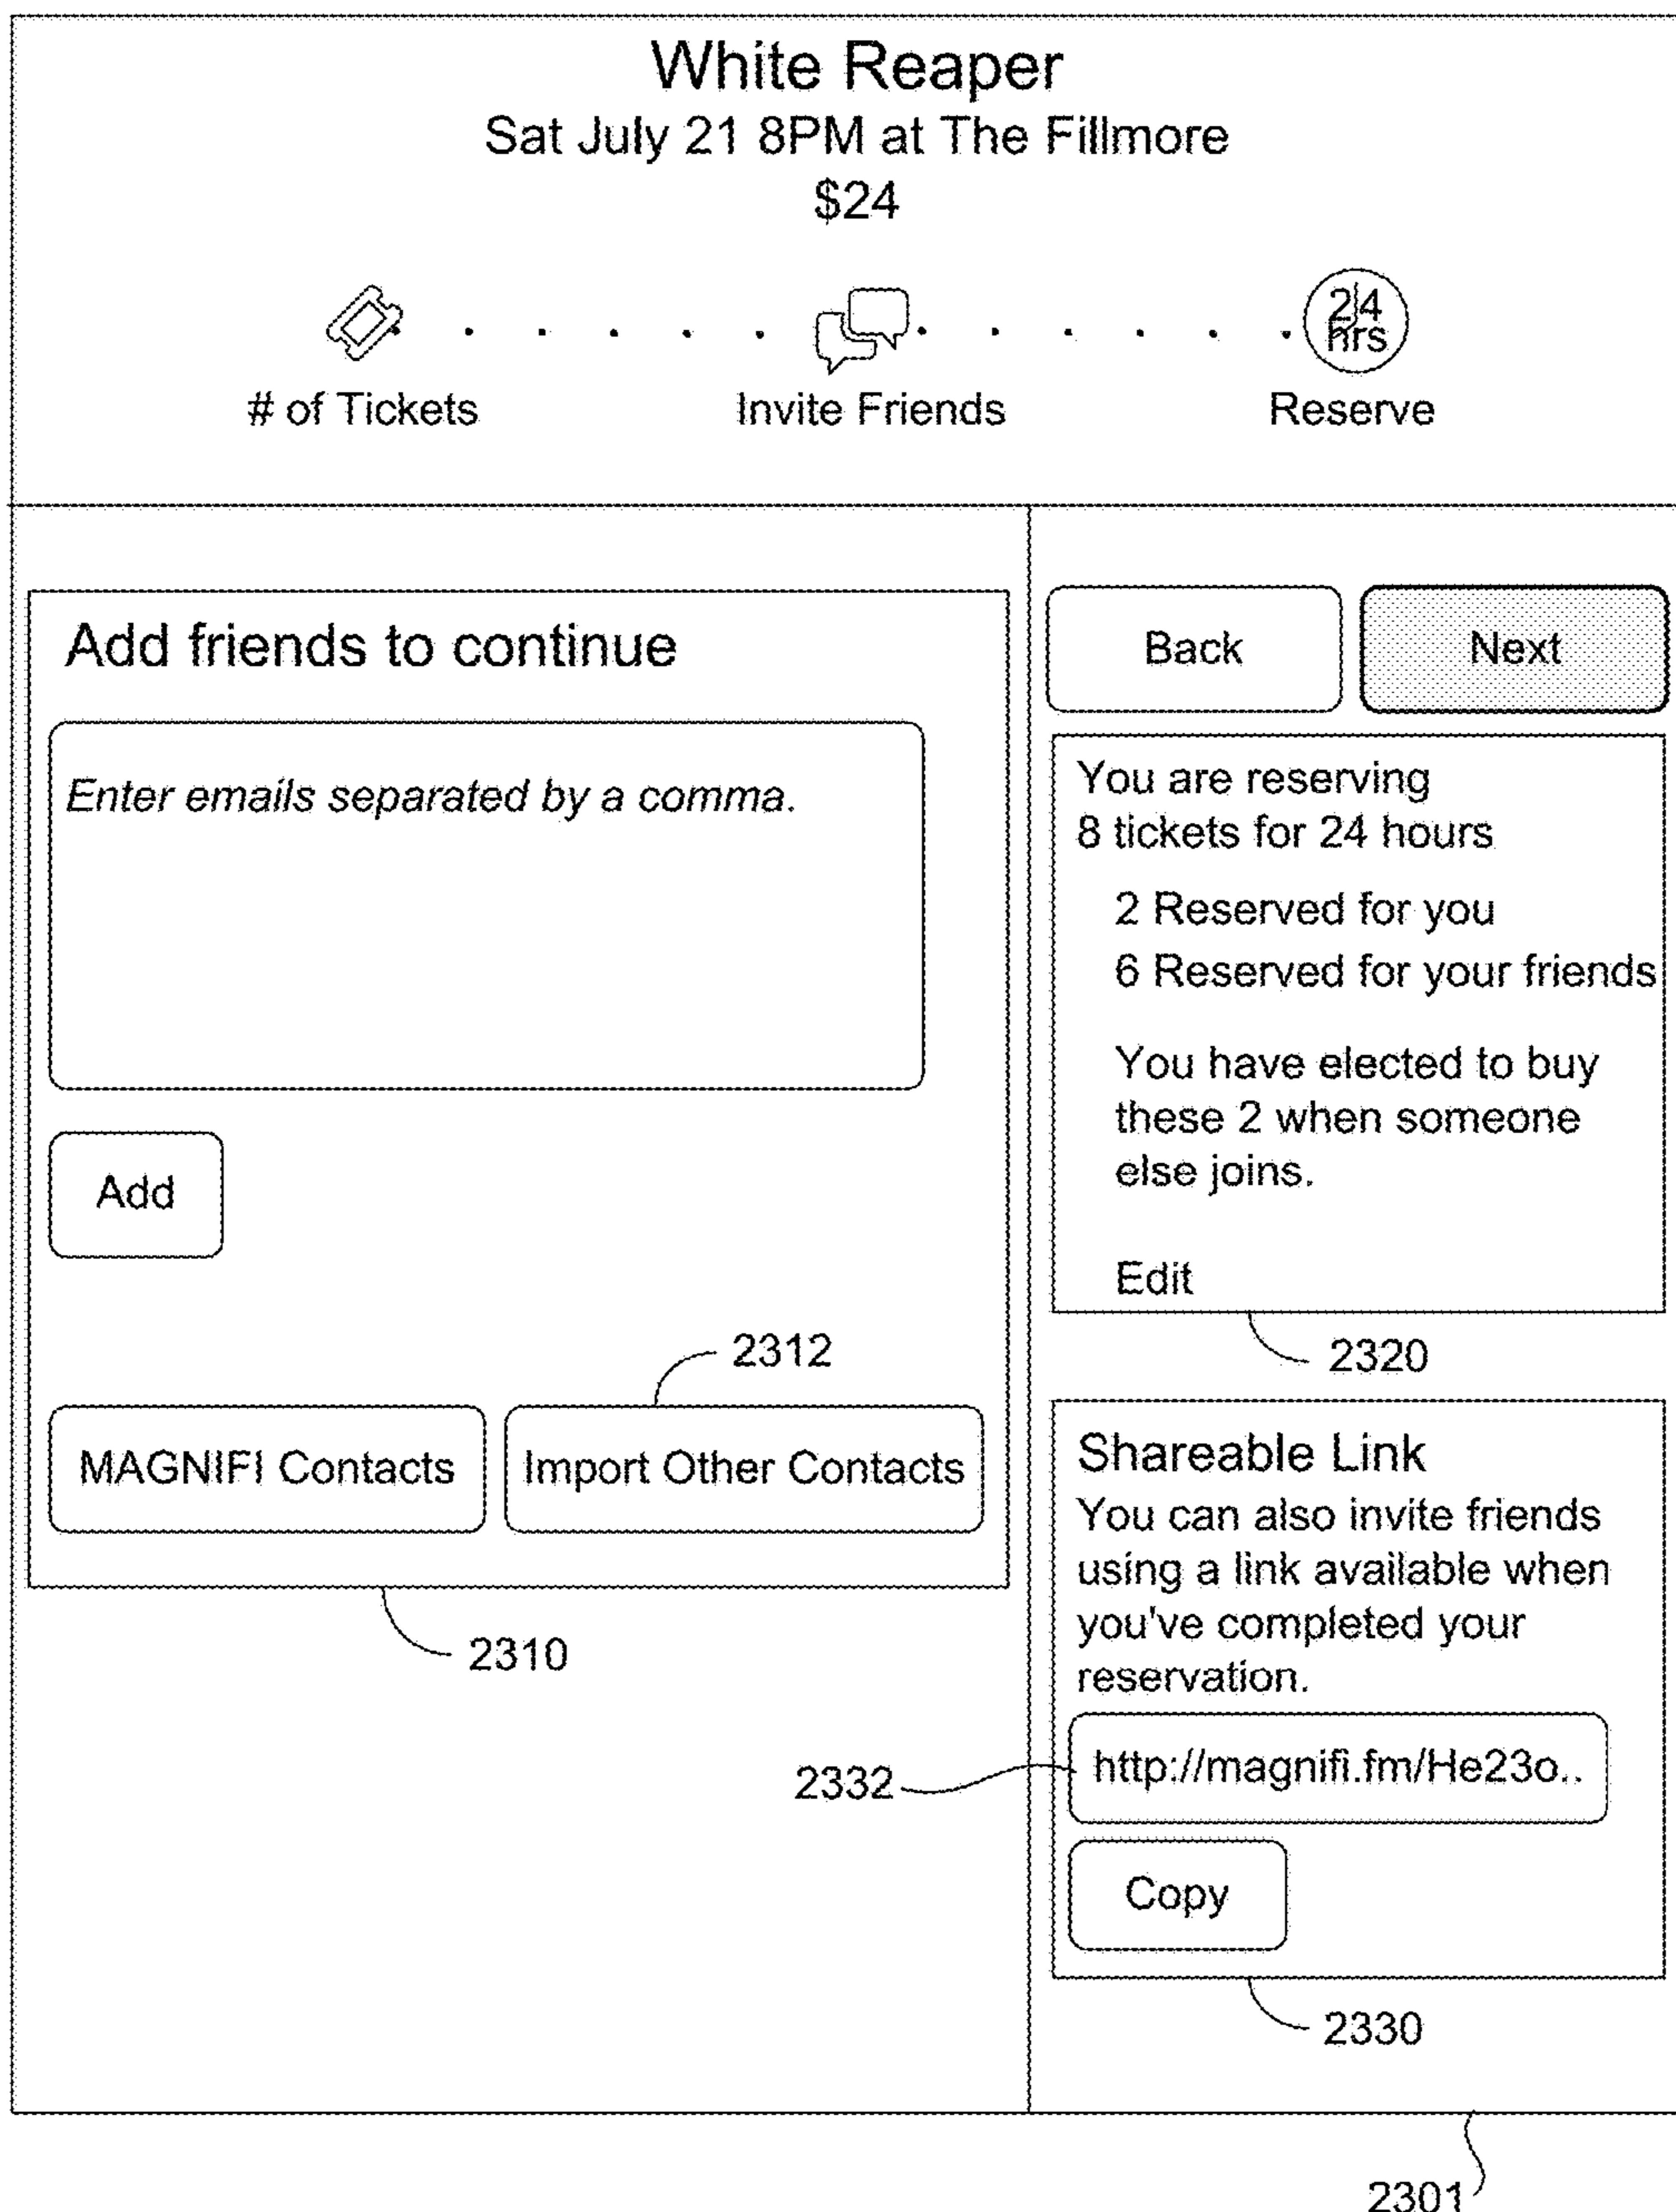 White Reaper
Sat July 21 8PM at The Fillmore
$24
24
hrs
# of Tickets
Invite Friends
Reserve
Add friends to continue
Enter emails separated by a comma.
Add
2312
MAGNIFI Contacts
Import Other Contacts
2310
Back
Next
You are reserving
8 tickets for 24 hours
2 Reserved for you
6 Reserved for your friends
You have elected to buy
these 2 when someone
else joins.
Edit
2320
Shareable Link
You can also invite friends
using a link available when
you've completed your
reservation.
2332
http://magnifi.fm/He23o..
Copy
2330
2301